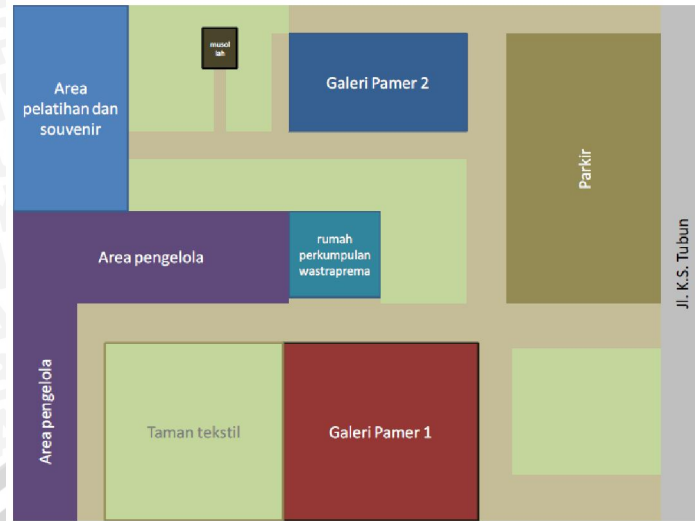 musol
lah
Area
pelatihan dan
souvenir
Galeri Pamer 2
Parkir
Jl. K.S. Tubun
Area pengelola
rumah
perkumpulan
wastraprema
Area pengelola
Taman tekstil
Galeri Pamer 1